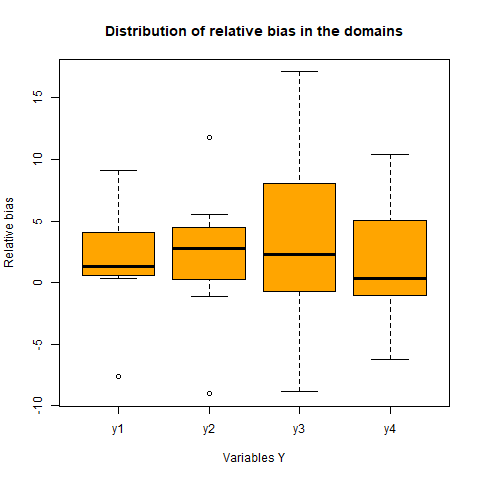 Distribution of relative bias in the domains
Relative bias
15
10
5
0
-5
-10
y1 y2 y3 y4
Variables Y